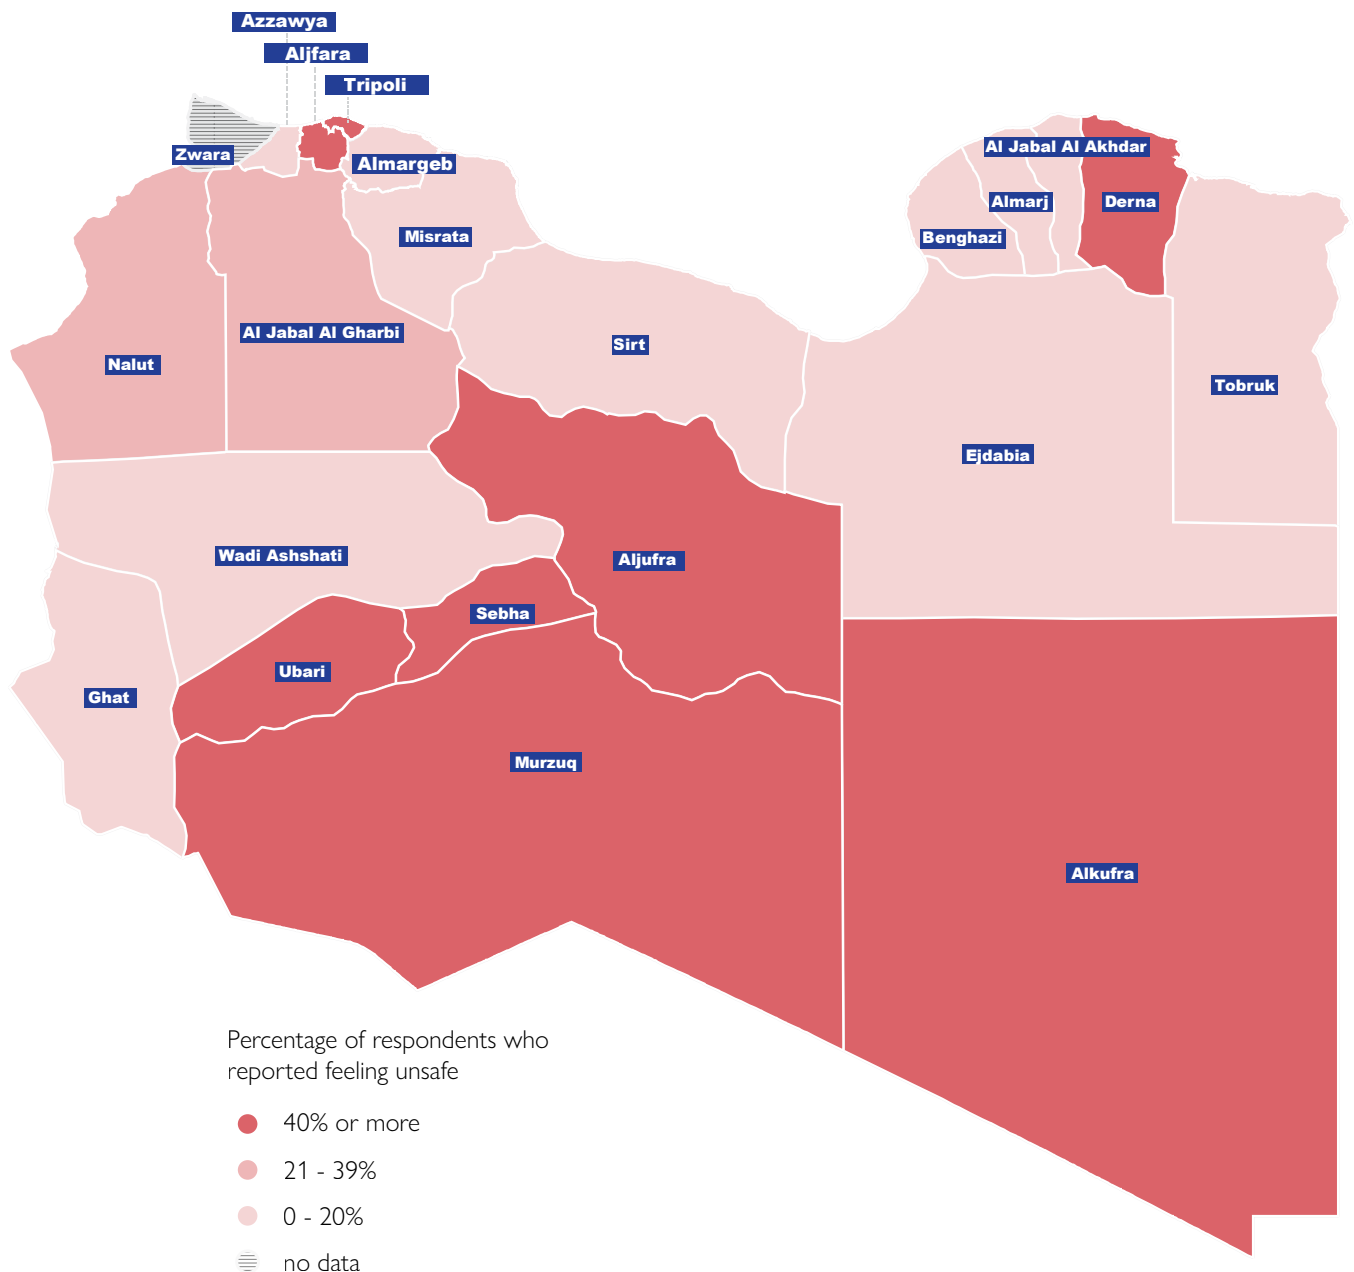 Azzawya
Aljfara
Tripoli
Zwara
Almargeb
Al Jabal Al Akhdar
Almarj
Derna
Misrata
Benghazi
Al Jabal Al Gharbi
Sirt
Nalut
Tobruk
Ejdabia
Wadi Ashshati
Aljufra
Sebha
Ubari
Ghat
Murzuq
Alkufra
Percentage of respondents who
reported feeling unsafe
40% or more
21 - 39%
0 - 20%
no data